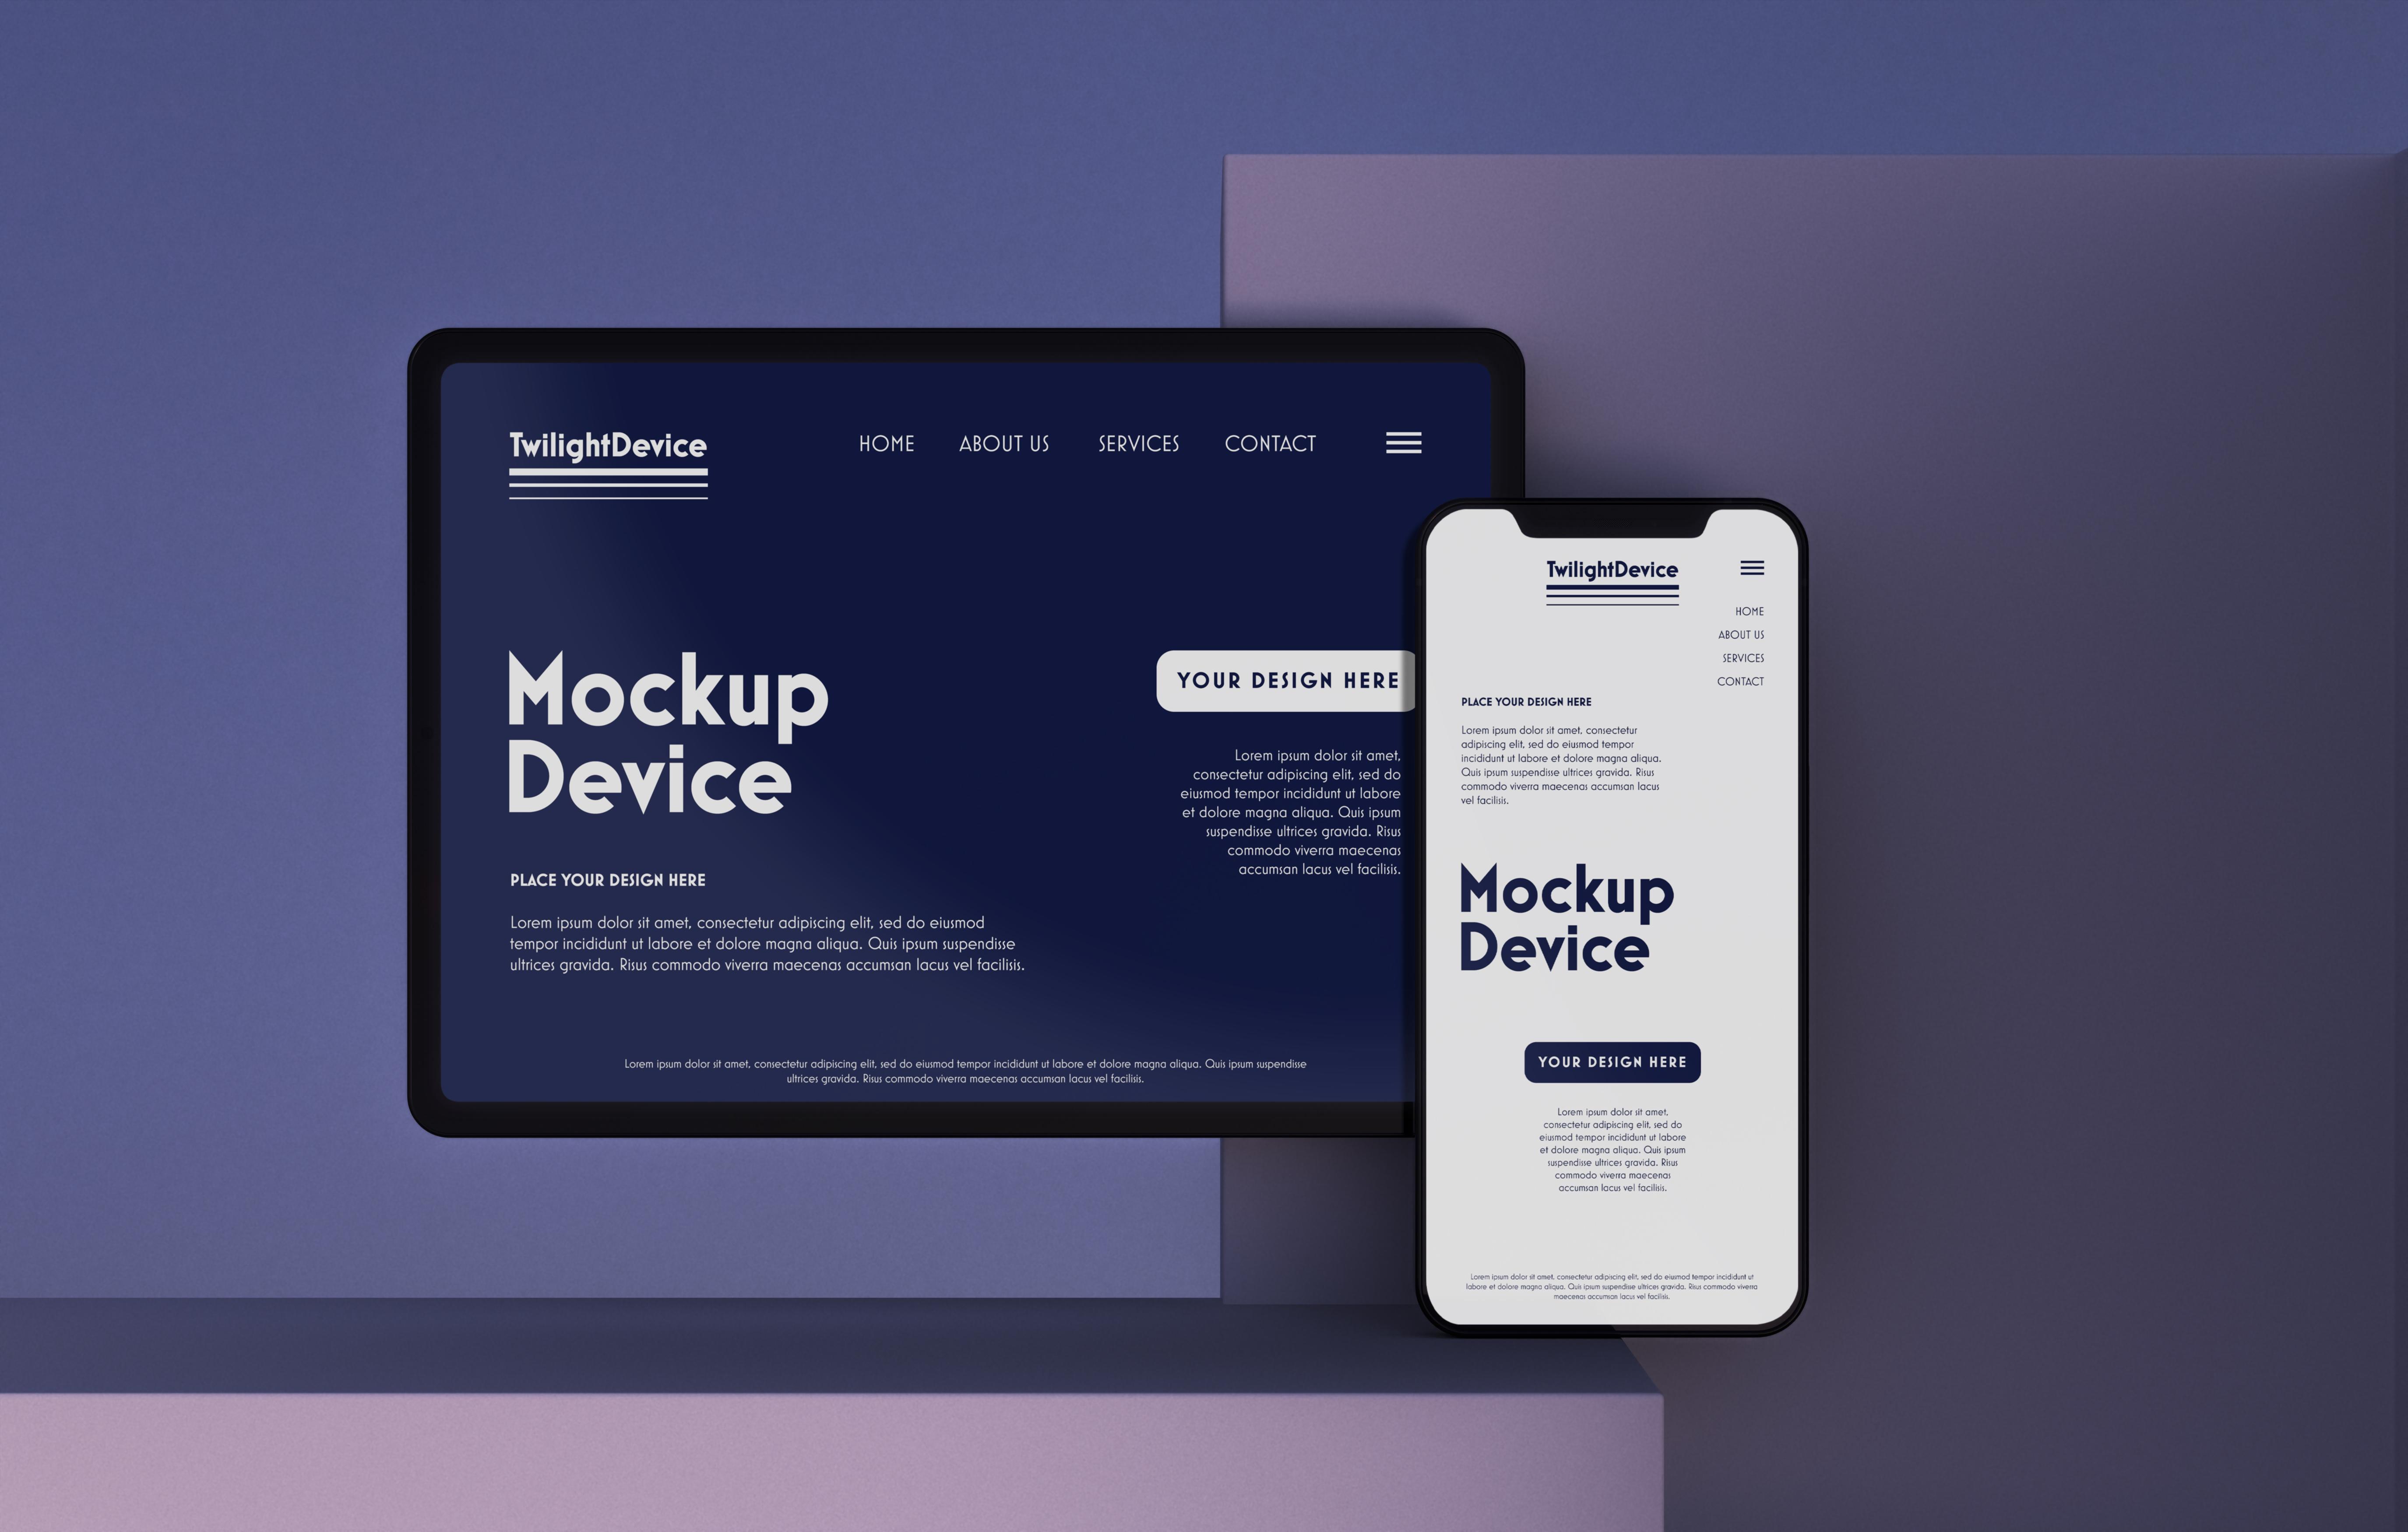 TwilightDevice
HOME
ABOUT US
SERVICES
CONTACT
Mockup
Device
PLACE YOUR DESIGN HERE
Lorem ipsum dolor sit amet, consectetur adipiscing elit, sed do eiusmod
tempor incididunt ut labore et dolore magna aliqua. Quis ipsum suspendisse
ultrices gravida. Risus commodo viverra maecenas accumsan lacus vel facilisis.
YOUR DESIGN HERE
Lorem ipsum dolor sit amet,
consectetur adipiscing elit, sed do
eiusmod tempor incididunt ut labore
et dolore magna aliqua. Quis ipsum
suspendisse ultrices gravida. Risus
commodo viverra maecenas
accumsan lacus vel facilisis.
Lorem ipsum dolor sit amet, consectetur adipiscing elit, sed do eiusmod tempor incididunt ut labore et dolore magna aliqua. Quis ipsum suspendisse
ultrices gravida. Risus commodo viverra maecenas accumsan lacus vel facilisis.
TwilightDevice
HOME
ABOUT US
SERVICES
CONTACT
PLACE YOUR DESIGN HERE
Lorem ipsum dolor sit amet, consectetur
adipiscing elit, sed do eiusmod tempor
incididunt ut labore et dolore magna aliqua.
Quis ipsum suspendisse ultrices gravida. Risus
commodo viverra maecenas accumsan lacus
vel facilisis.
Mockup
Device
YOUR DESIGN HERE
Lorem ipsum dolor sit amet,
consectetur adipiscing elit, sed do
eiusmod tempor incididunt ut labore
et dolore magna aliqua. Quis ipsum
suspendisse ultrices gravida. Risus
commodo viverra maecenas
accumsan lacus vel facilisis.
Lorem ipsum dolor sit amet, consectetur adipiscing elit, sed do eiusmod tempor incididunt ut
labore et dolore magna aliqua. Quis ipsum suspendisse ultrices gravida. Risus commodo viverra
maecenas accumsan lacus vel facilisis.